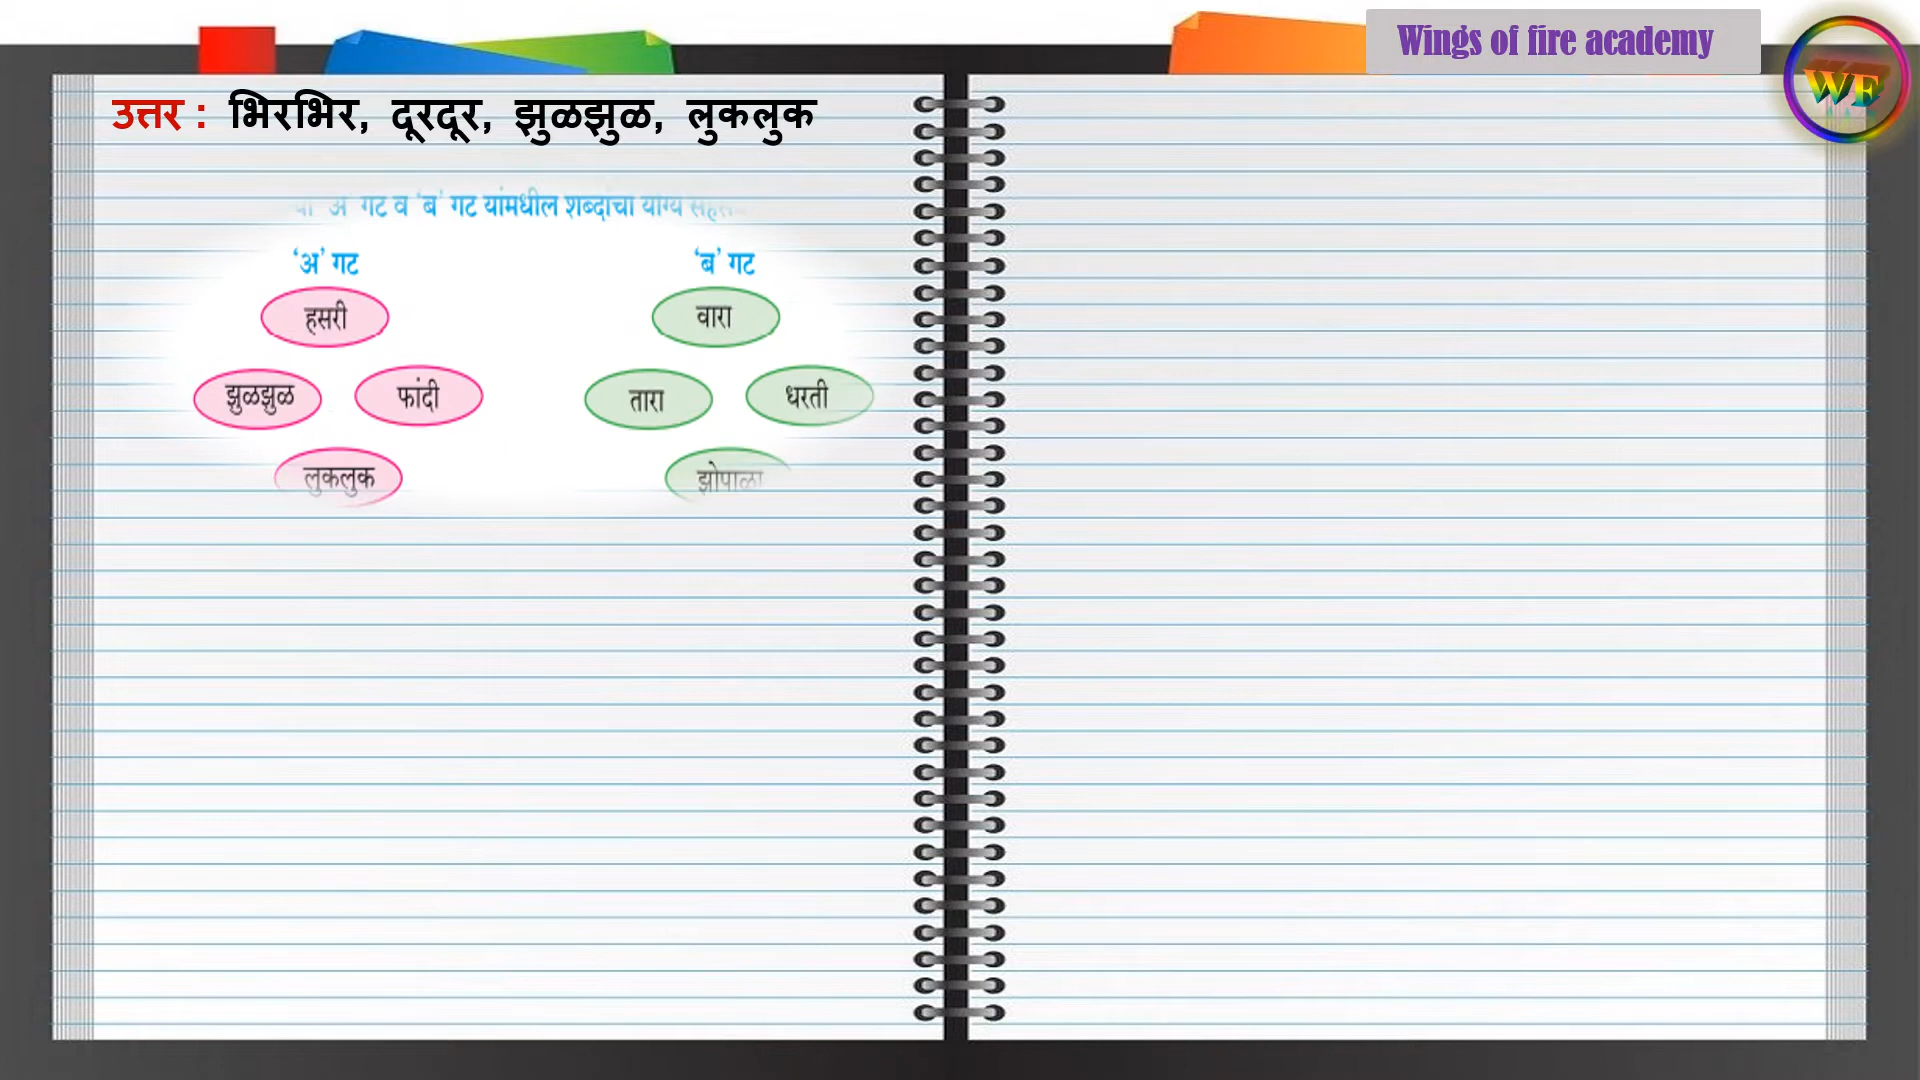 Wings of fire academy
WF
उत्तर : भिरभिर, दूरदूर, झुळझुळ, लुकलुक
'अ' गट व 'ब' गट यांमधील शब्दांचा योग्य
'अ' गट 'ब' गट
हसरी वारा
झुळझुळ फांदी तारा धरती
लुकलुक झोपाळा